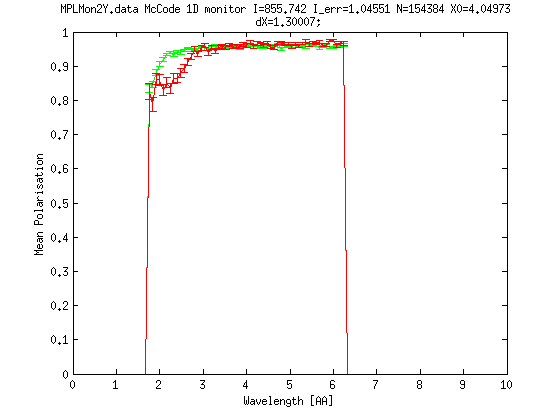 MPLMon2Y.data McCode 1D monitor I=855.742 I_err=1.04551 N=154384 X0=4.04973
dX=1.30007;
1
0.9
0.8
0.7
0.6
0.5
0.4
0.3
0.2
0.1
0
Mean Polarisation
0 1 2 3 4 5 6 7 8 9 10
Wavelength [AA]